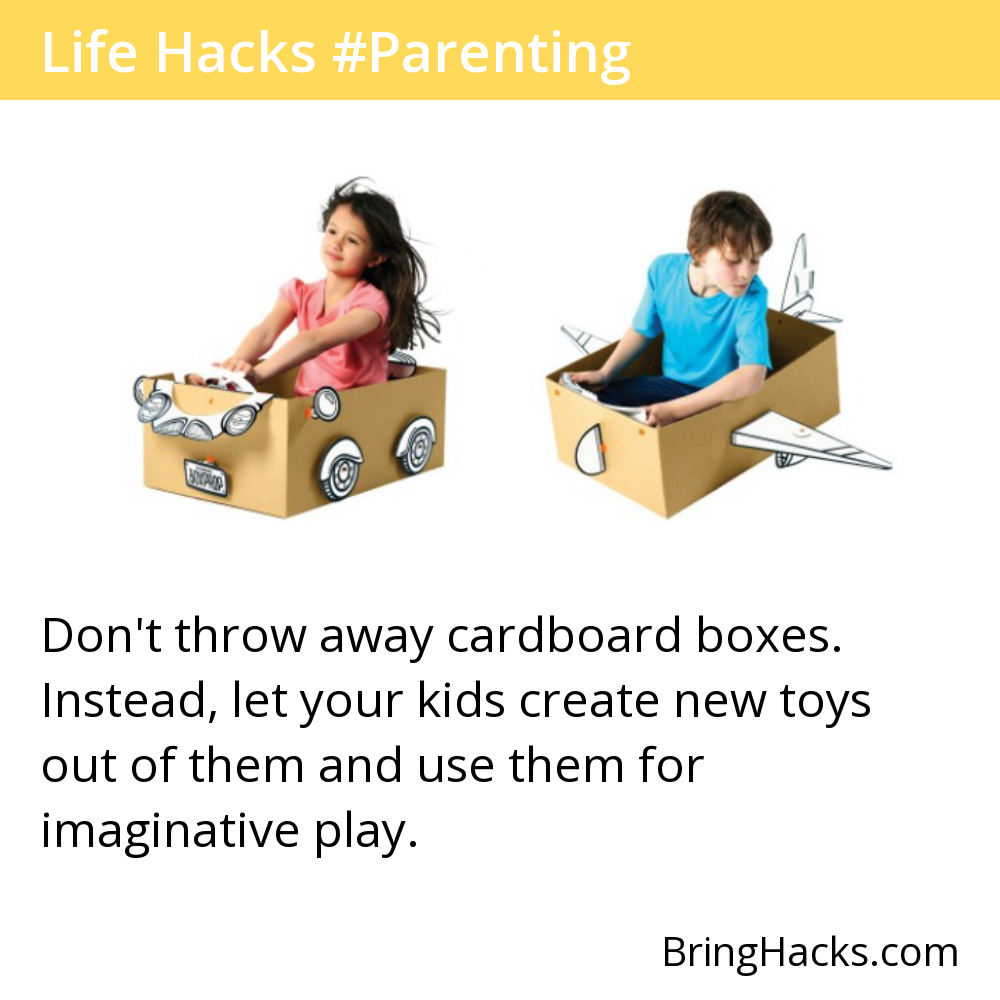 Life Hacks #Parenting
Don't throw away cardboard boxes.
Instead, let your kids create new toys
out of them and use them for
imaginative play.
BringHacks.com